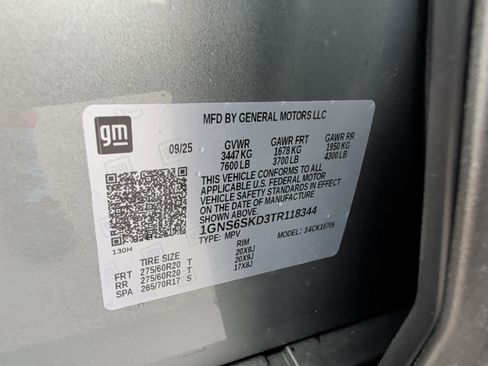 gm
MFD BY GENERAL MOTORS LLC
09/25
GVWR GAWR FRT GAWR RR
3447 KG 1678 KG 1950 KG
7600 LB 3700 LB 4300 LB
THIS VEHICLE CONFORMS TO ALL
APPLICABLE U.S. FEDERAL MOTOR
VEHICLE SAFETY STANDARDS IN EFFECT
ON THE DATE OF MANUFACTURE
SHOWN ABOVE.
1GNS6SKD3TR118344
TYPE: MPV MODEL: 34CK10706
130H
TIRE SIZE RIM
FRT 275/60R20 T 20X9J
RR 275/60R20 T 20X9J
SPA 265/70R17 S 17X8J